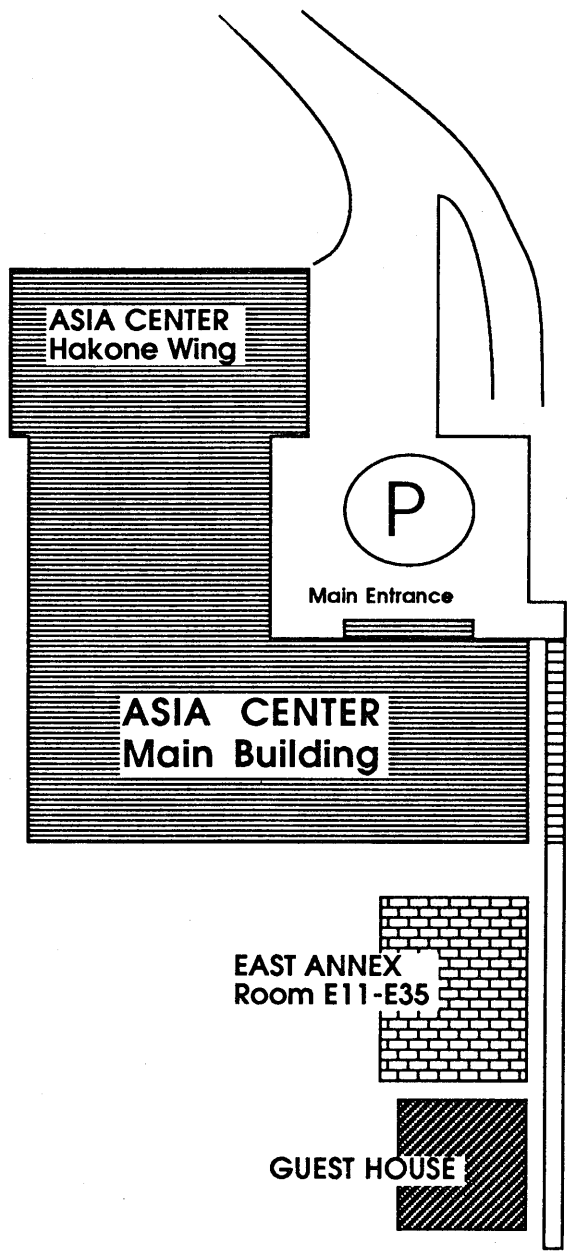 ASIA CENTER
Hakone Wing
P
Main Entrance
ASIA CENTER
Main Building
EAST ANNEX
Room E11-E35
GUEST HOUSE